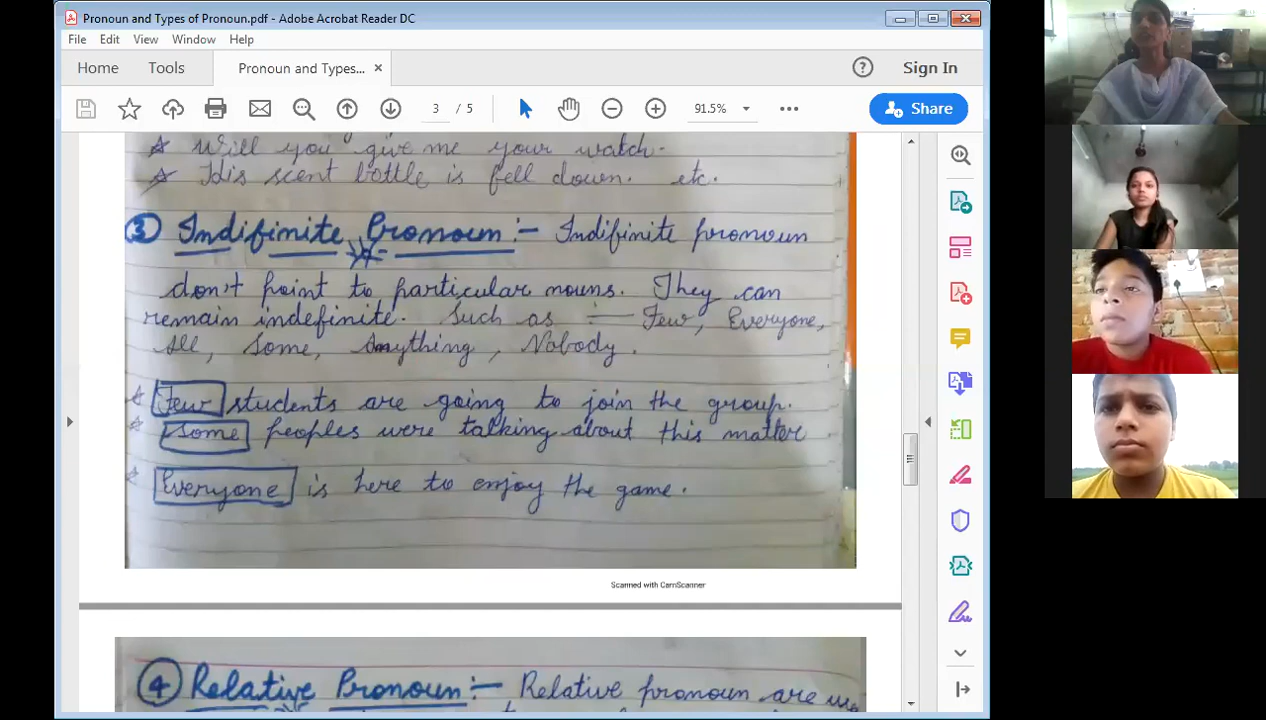 Pronoun and Types of Pronoun.pdf - Adobe Acrobat Reader DC
File Edit View Window Help
Home Tools Pronoun and Types... × Sign In
3 / 5 91.5% Share
☆ Will you give me your watch.
☆ His scent bottle is fell down. etc.
③ Indifinite Pronoun :- Indifinite pronoun
don't point to particular nouns. They can
remain indefinite. Such as :- Few, Everyone,
All, Some, Anything, Nobody.
☆ Few students are going to join the group.
☆ Some peoples were talking about this matter
☆ Everyone is here to enjoy the game.
Scanned with CamScanner
④ Relative Pronoun :- Relative pronoun are